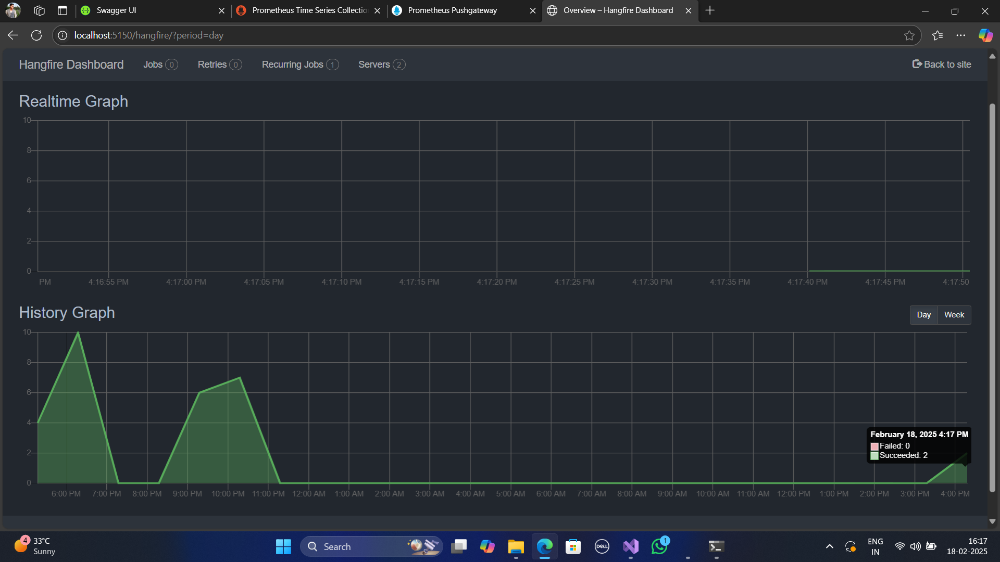 Swagger UI
Prometheus Time Series Collectio
Prometheus Pushgateway
Overview – Hangfire Dashboard
localhost:5150/hangfire/?period=day
Hangfire Dashboard
Jobs 0
Retries 0
Recurring Jobs 1
Servers 2
Back to site
Realtime Graph
10
8
6
4
2
0
PM 4:16:55 PM 4:17:00 PM 4:17:05 PM 4:17:10 PM 4:17:15 PM 4:17:20 PM 4:17:25 PM 4:17:30 PM 4:17:35 PM 4:17:40 PM 4:17:45 PM 4:17:50
History Graph
Day Week
10
8
6
4
2
0
February 18, 2025 4:17 PM
Failed: 0
Succeeded: 2
6:00 PM 7:00 PM 8:00 PM 9:00 PM 10:00 PM 11:00 PM 12:00 AM 1:00 AM 2:00 AM 3:00 AM 4:00 AM 5:00 AM 6:00 AM 7:00 AM 8:00 AM 9:00 AM 10:00 AM 11:00 AM 12:00 PM 1:00 PM 2:00 PM 3:00 PM 4:00 PM
4
33°C
Sunny
Search
DELL
1
ENG
IN
16:17
18-02-2025